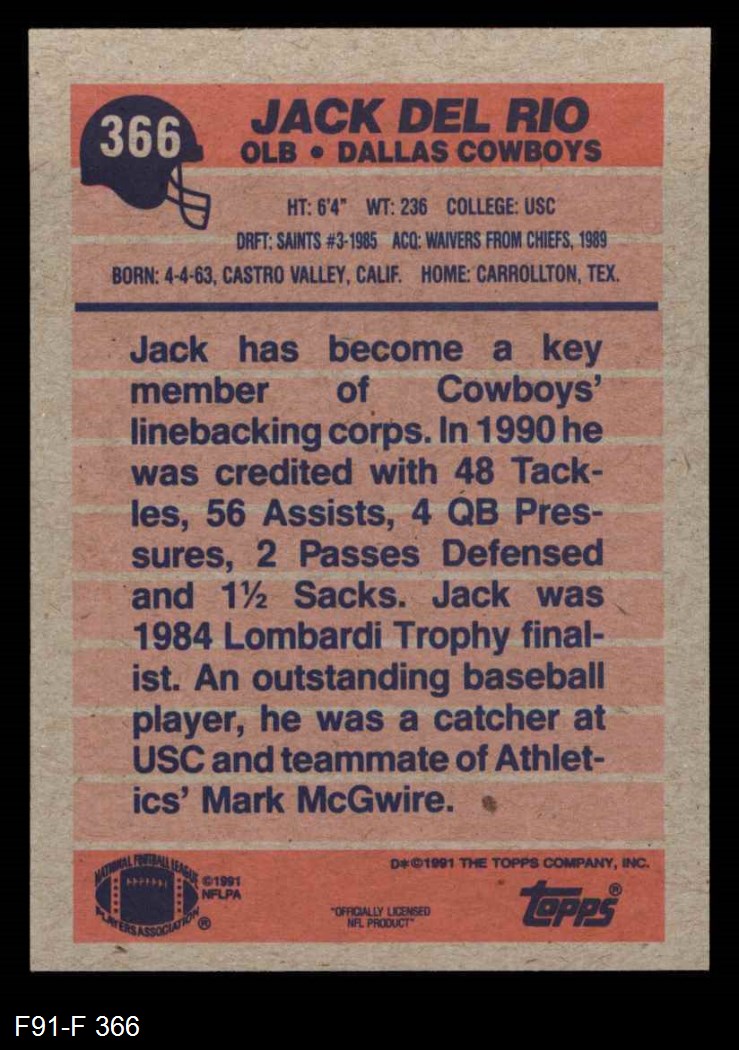 366
JACK DEL RIO
OLB • DALLAS COWBOYS
HT: 6'4" WT: 236 COLLEGE: USC
DRFT: SAINTS #3-1985 ACQ: WAIVERS FROM CHIEFS, 1989
BORN: 4-4-63, CASTRO VALLEY, CALIF. HOME: CARROLLTON, TEX.
Jack has become a key
member of Cowboys'
linebacking corps. In 1990 he
was credited with 48 Tack-
les, 56 Assists, 4 QB Pres-
sures, 2 Passes Defensed
and 1½ Sacks. Jack was
1984 Lombardi Trophy final-
ist. An outstanding baseball
player, he was a catcher at
USC and teammate of Athlet-
ics' Mark McGwire.
NATIONAL FOOTBALL LEAGUE
PLAYERS ASSOCIATION ®
©1991
NFLPA
"OFFICIALLY LICENSED
NFL PRODUCT"
D*©1991 THE TOPPS COMPANY, INC.
topps®
F91-F 366